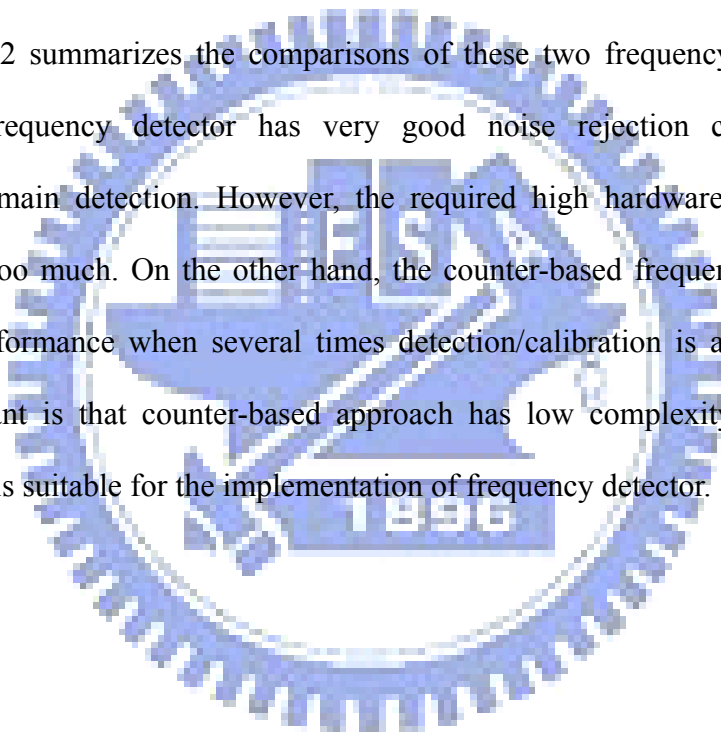 2 summarizes the comparisons of these two frequency
requency detector has very good noise rejection c
main detection. However, the required high hardware
oo much. On the other hand, the counter-based frequen
formance when several times detection/calibration is a
nt is that counter-based approach has low complexity
is suitable for the implementation of frequency detector.
E S A
1896